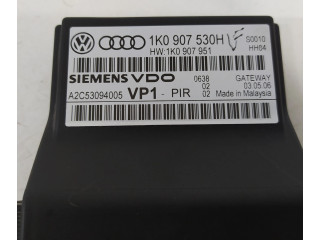 1K0 907 530H S0010
HW:1K0 907 951 HH04
SIEMENS VDO 0638 GATEWAY
02 03.05.06
A2C53094005 VP1 - PIR 02 Made in Malaysia